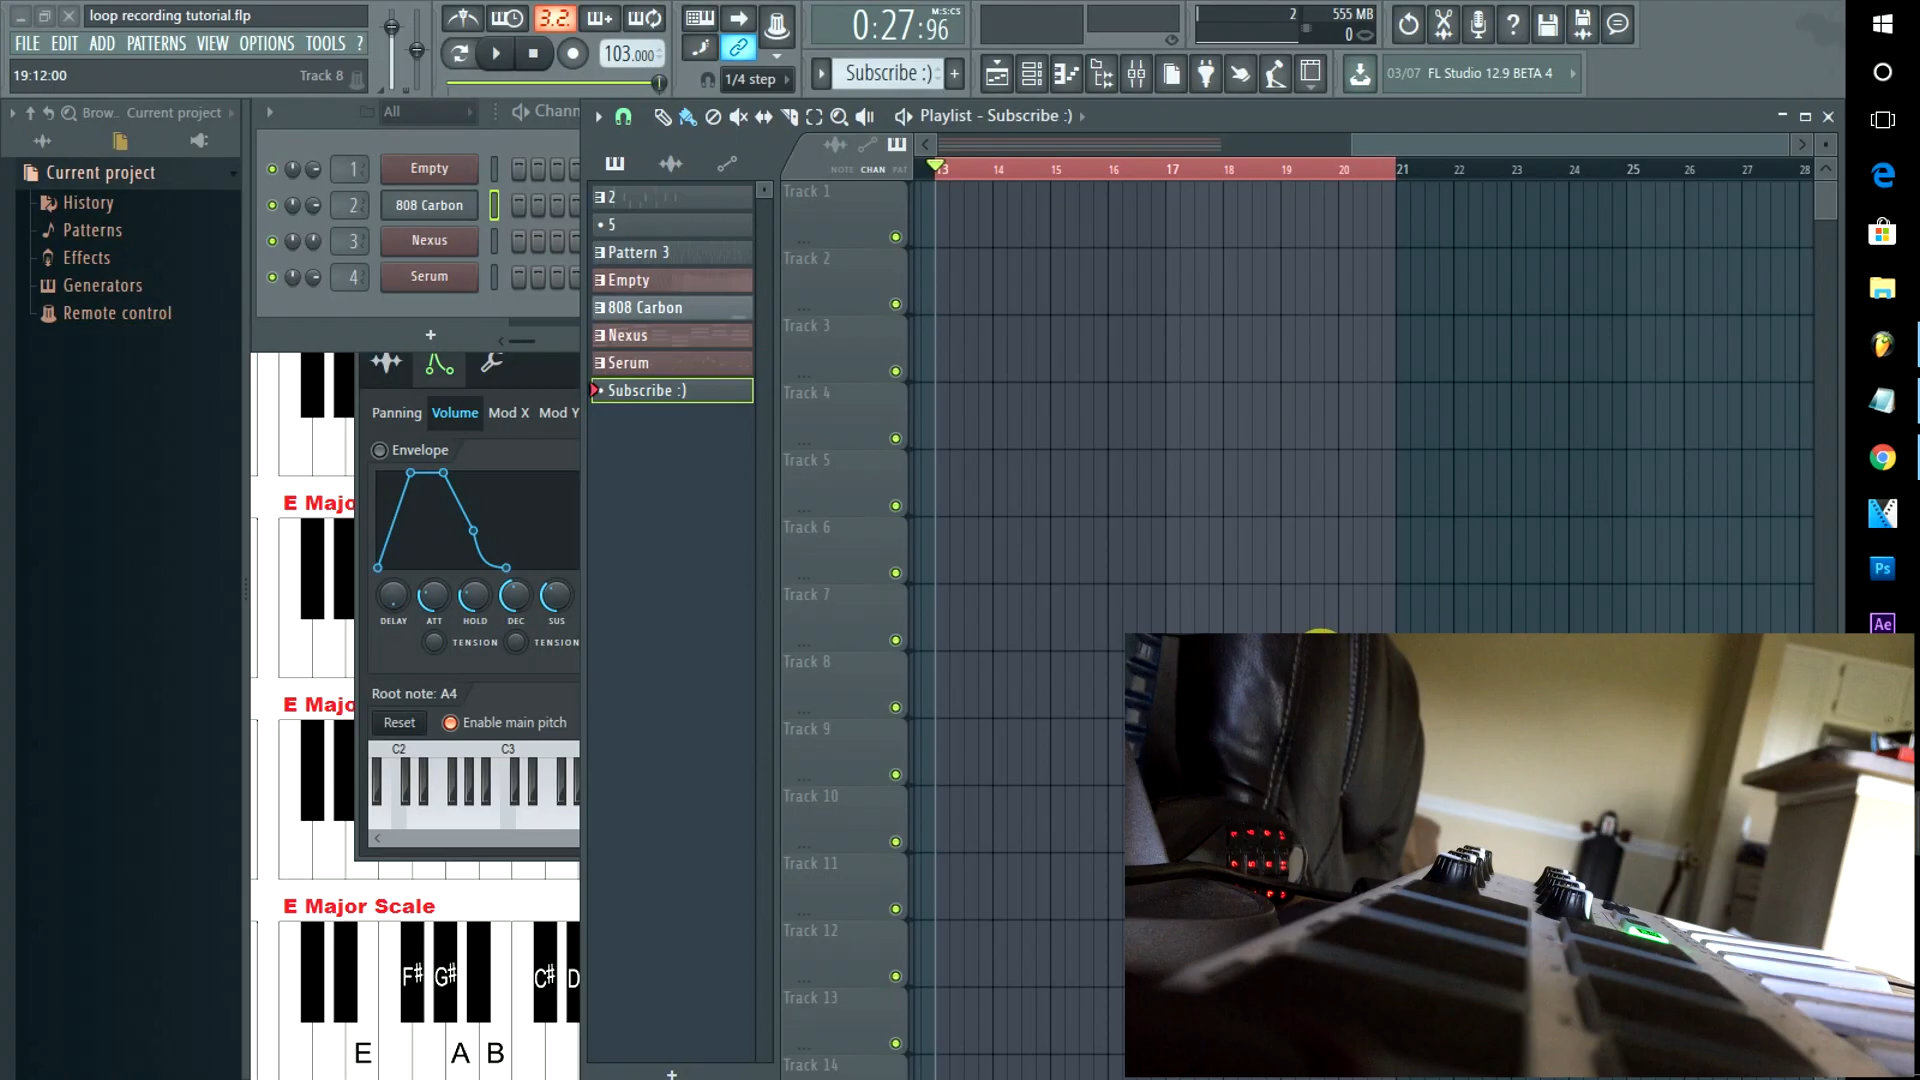 loop recording tutorial.flp
FILE EDIT ADD PATTERNS VIEW OPTIONS TOOLS ?
19:12:00 Track 8
3.2.
103.000
1/4 step
0:27:96 M:S:CS
Subscribe :)
2 555 MB
0
03/07 FL Studio 12.9 BETA 4
Brow.. Current project
Current project
History
Patterns
Effects
Generators
Remote control
All Chann
1 Empty
2 808 Carbon
3 Nexus
4 Serum
Panning Volume Mod X Mod Y
Envelope
DELAY ATT HOLD DEC SUS
TENSION TENSION
Root note: A4
Reset Enable main pitch
C2 C3
E Majo
E Majo
E Major Scale
F# G# C# D
E A B
Playlist - Subscribe :)
NOTE CHAN PAT
2
5
Pattern 3
Empty
808 Carbon
Nexus
Serum
Subscribe :)
13 14 15 16 17 18 19 20 21 22 23 24 25 26 27 28
Track 1
Track 2
Track 3
Track 4
Track 5
Track 6
Track 7
Track 8
Track 9
Track 10
Track 11
Track 12
Track 13
Track 14
Ps
Ae